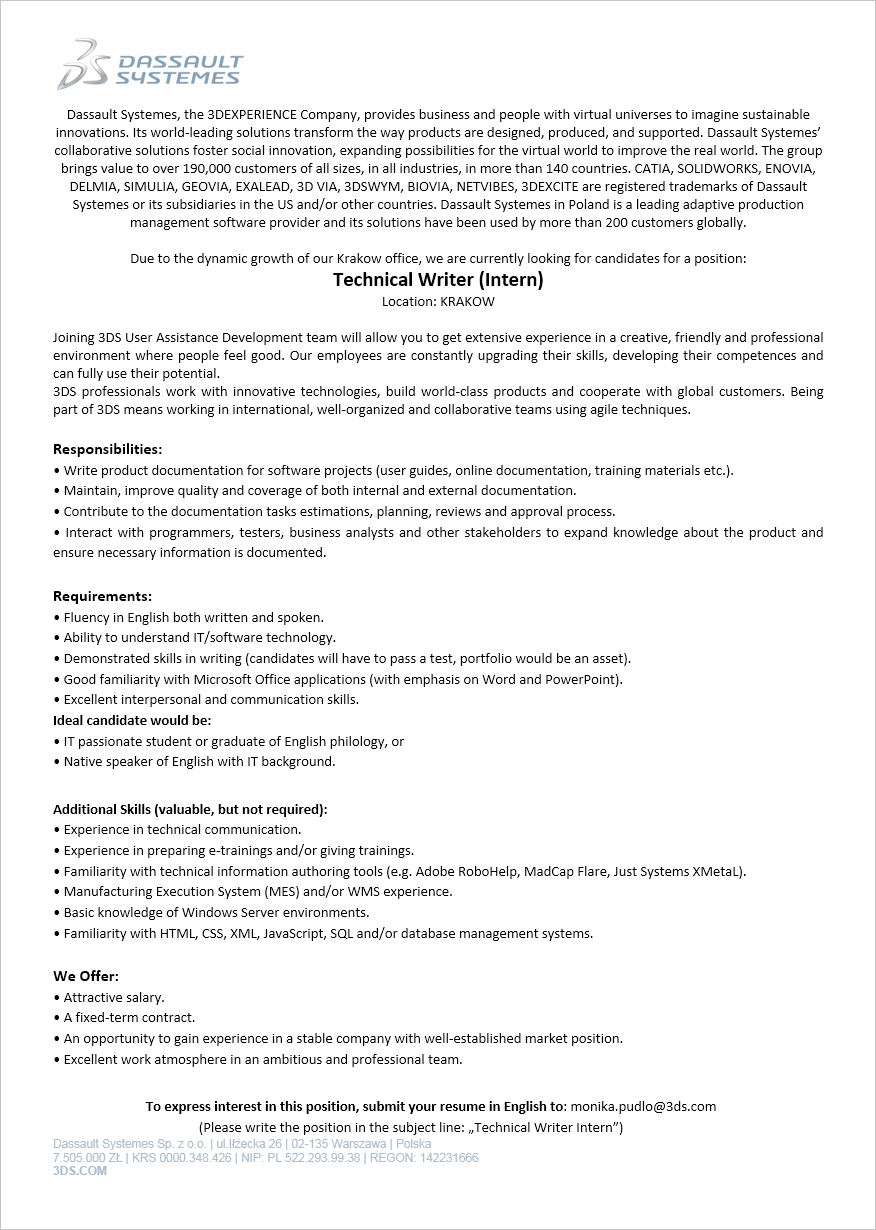 DASSAULT
SYSTEMES
Dassault Systemes, the 3DEXPERIENCE Company, provides business and people with virtual universes to imagine sustainable
innovations. Its world-leading solutions transform the way products are designed, produced, and supported. Dassault Systemes’
collaborative solutions foster social innovation, expanding possibilities for the virtual world to improve the real world. The group
brings value to over 190,000 customers of all sizes, in all industries, in more than 140 countries. CATIA, SOLIDWORKS, ENOVIA,
DELMIA, SIMULIA, GEOVIA, EXALEAD, 3D VIA, 3DSWYM, BIOVIA, NETVIBES, 3DEXCITE are registered trademarks of Dassault
Systemes or its subsidiaries in the US and/or other countries. Dassault Systemes in Poland is a leading adaptive production
management software provider and its solutions have been used by more than 200 customers globally.
Due to the dynamic growth of our Krakow office, we are currently looking for candidates for a position:
Technical Writer (Intern)
Location: KRAKOW
Joining 3DS User Assistance Development team will allow you to get extensive experience in a creative, friendly and professional
environment where people feel good. Our employees are constantly upgrading their skills, developing their competences and
can fully use their potential.
3DS professionals work with innovative technologies, build world-class products and cooperate with global customers. Being
part of 3DS means working in international, well-organized and collaborative teams using agile techniques.
Responsibilities:
• Write product documentation for software projects (user guides, online documentation, training materials etc.).
• Maintain, improve quality and coverage of both internal and external documentation.
• Contribute to the documentation tasks estimations, planning, reviews and approval process.
• Interact with programmers, testers, business analysts and other stakeholders to expand knowledge about the product and
ensure necessary information is documented.
Requirements:
• Fluency in English both written and spoken.
• Ability to understand IT/software technology.
• Demonstrated skills in writing (candidates will have to pass a test, portfolio would be an asset).
• Good familiarity with Microsoft Office applications (with emphasis on Word and PowerPoint).
• Excellent interpersonal and communication skills.
Ideal candidate would be:
• IT passionate student or graduate of English philology, or
• Native speaker of English with IT background.
Additional Skills (valuable, but not required):
• Experience in technical communication.
• Experience in preparing e-trainings and/or giving trainings.
• Familiarity with technical information authoring tools (e.g. Adobe RoboHelp, MadCap Flare, Just Systems XMetaL).
• Manufacturing Execution System (MES) and/or WMS experience.
• Basic knowledge of Windows Server environments.
• Familiarity with HTML, CSS, XML, JavaScript, SQL and/or database management systems.
We Offer:
• Attractive salary.
• A fixed-term contract.
• An opportunity to gain experience in a stable company with well-established market position.
• Excellent work atmosphere in an ambitious and professional team.
To express interest in this position, submit your resume in English to: monika.pudlo@3ds.com
(Please write the position in the subject line: „Technical Writer Intern”)
Dassault Systemes Sp. z o.o. | ul.Iłżecka 26 | 02-135 Warszawa | Polska
7.505.000 ZŁ | KRS 0000.348.426 | NIP: PL 522.293.99.38 | REGON: 142231666
3DS.COM